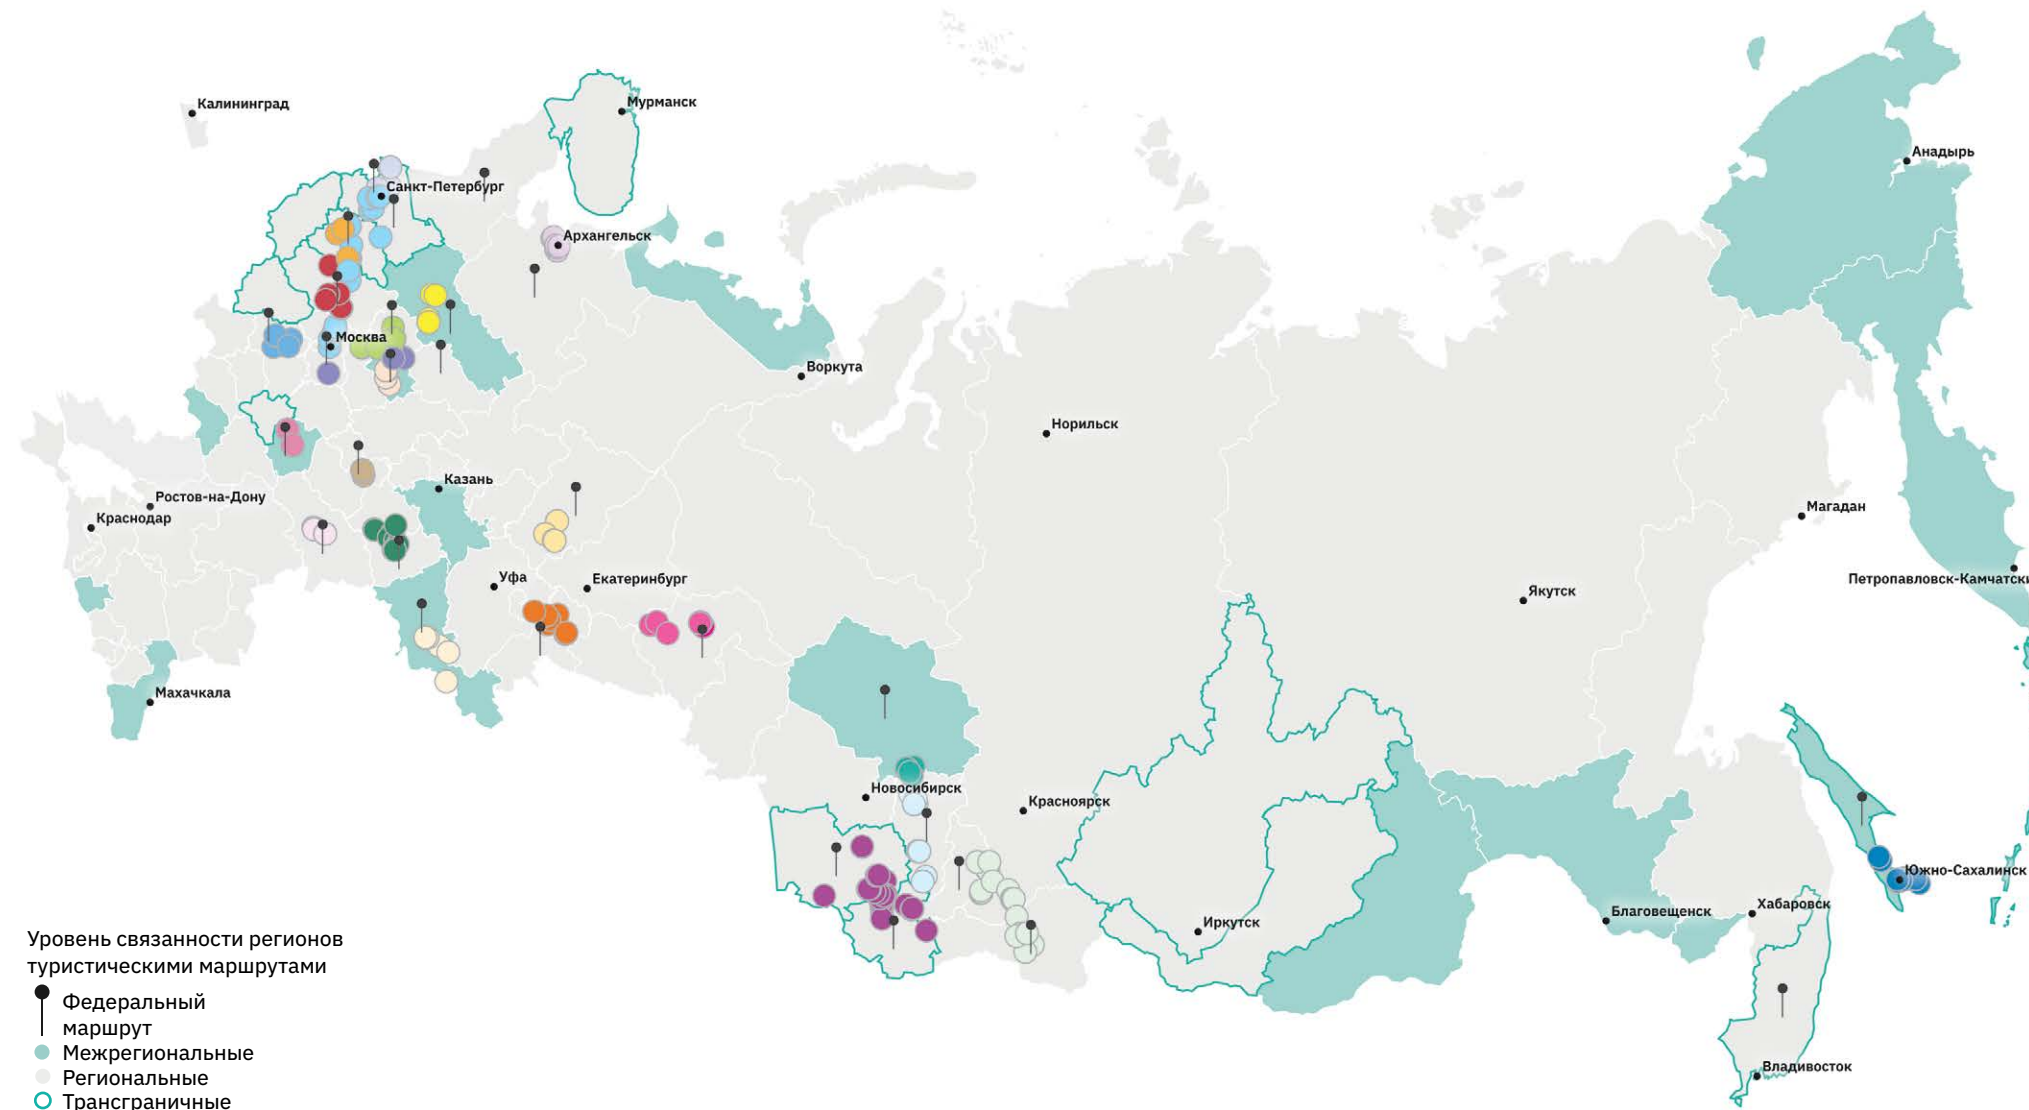 Калининград
Мурманск
Анадырь
Санкт-Петербург
Архангельск
Москва
Воркута
Норильск
Казань
Ростов-на-Дону
Краснодар
Магадан
Уфа
Екатеринбург
Петропавловск-Камчатски
Якутск
Махачкала
Новосибирск
Красноярск
Южно-Сахалинск
Хабаровск
Благовещенск
Иркутск
Владивосток
Уровень связанности регионов
туристическими маршрутами
Федеральный
маршрут
Межрегиональные
Региональные
Трансграничные